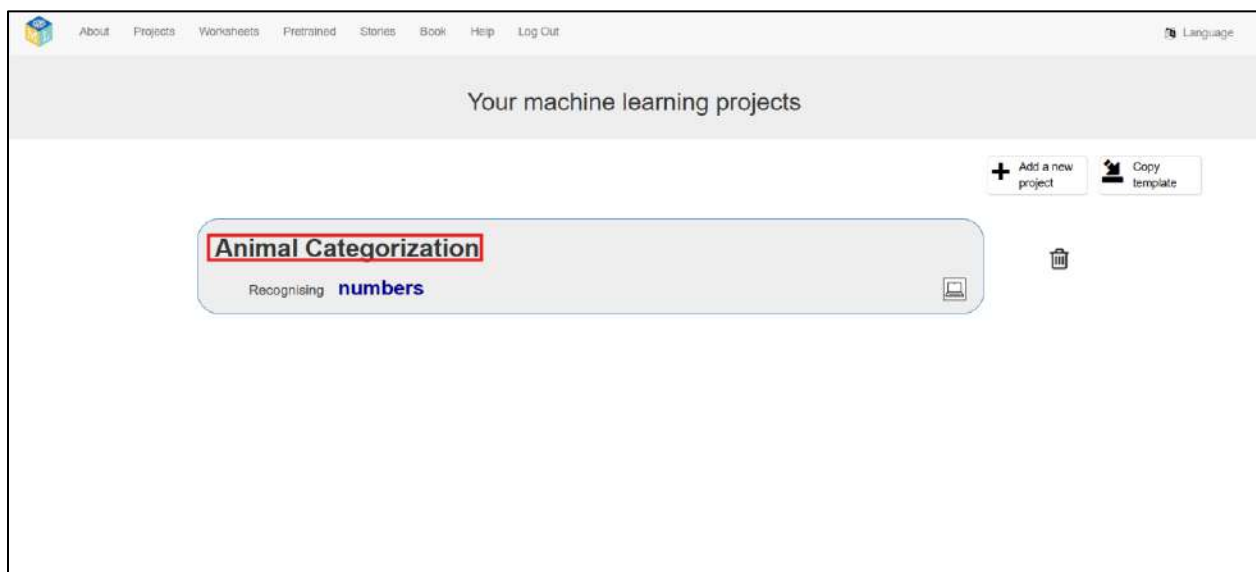 About Projects Worksheets Pretrained Stories Book Help Log Out Language
Your machine learning projects
Add a new project
Copy template
Animal Categorization
Recognising numbers